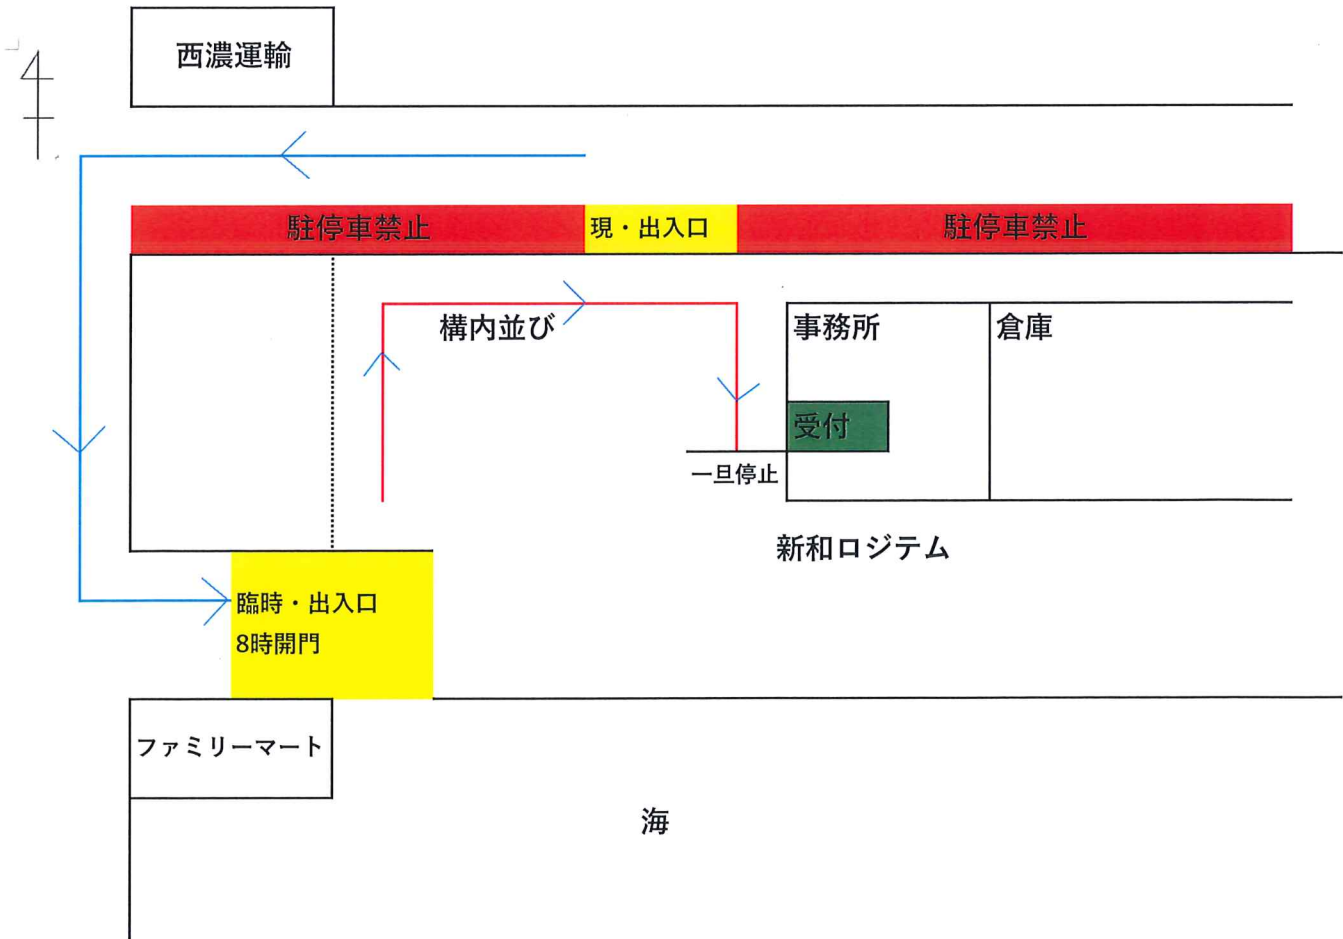 西濃運輸
駐停車禁止
現・出入口
駐停車禁止
構内並び
事務所
倉庫
受付
一旦停止
新和ロジテム
臨時・出入口
8時開門
ファミリーマート
海